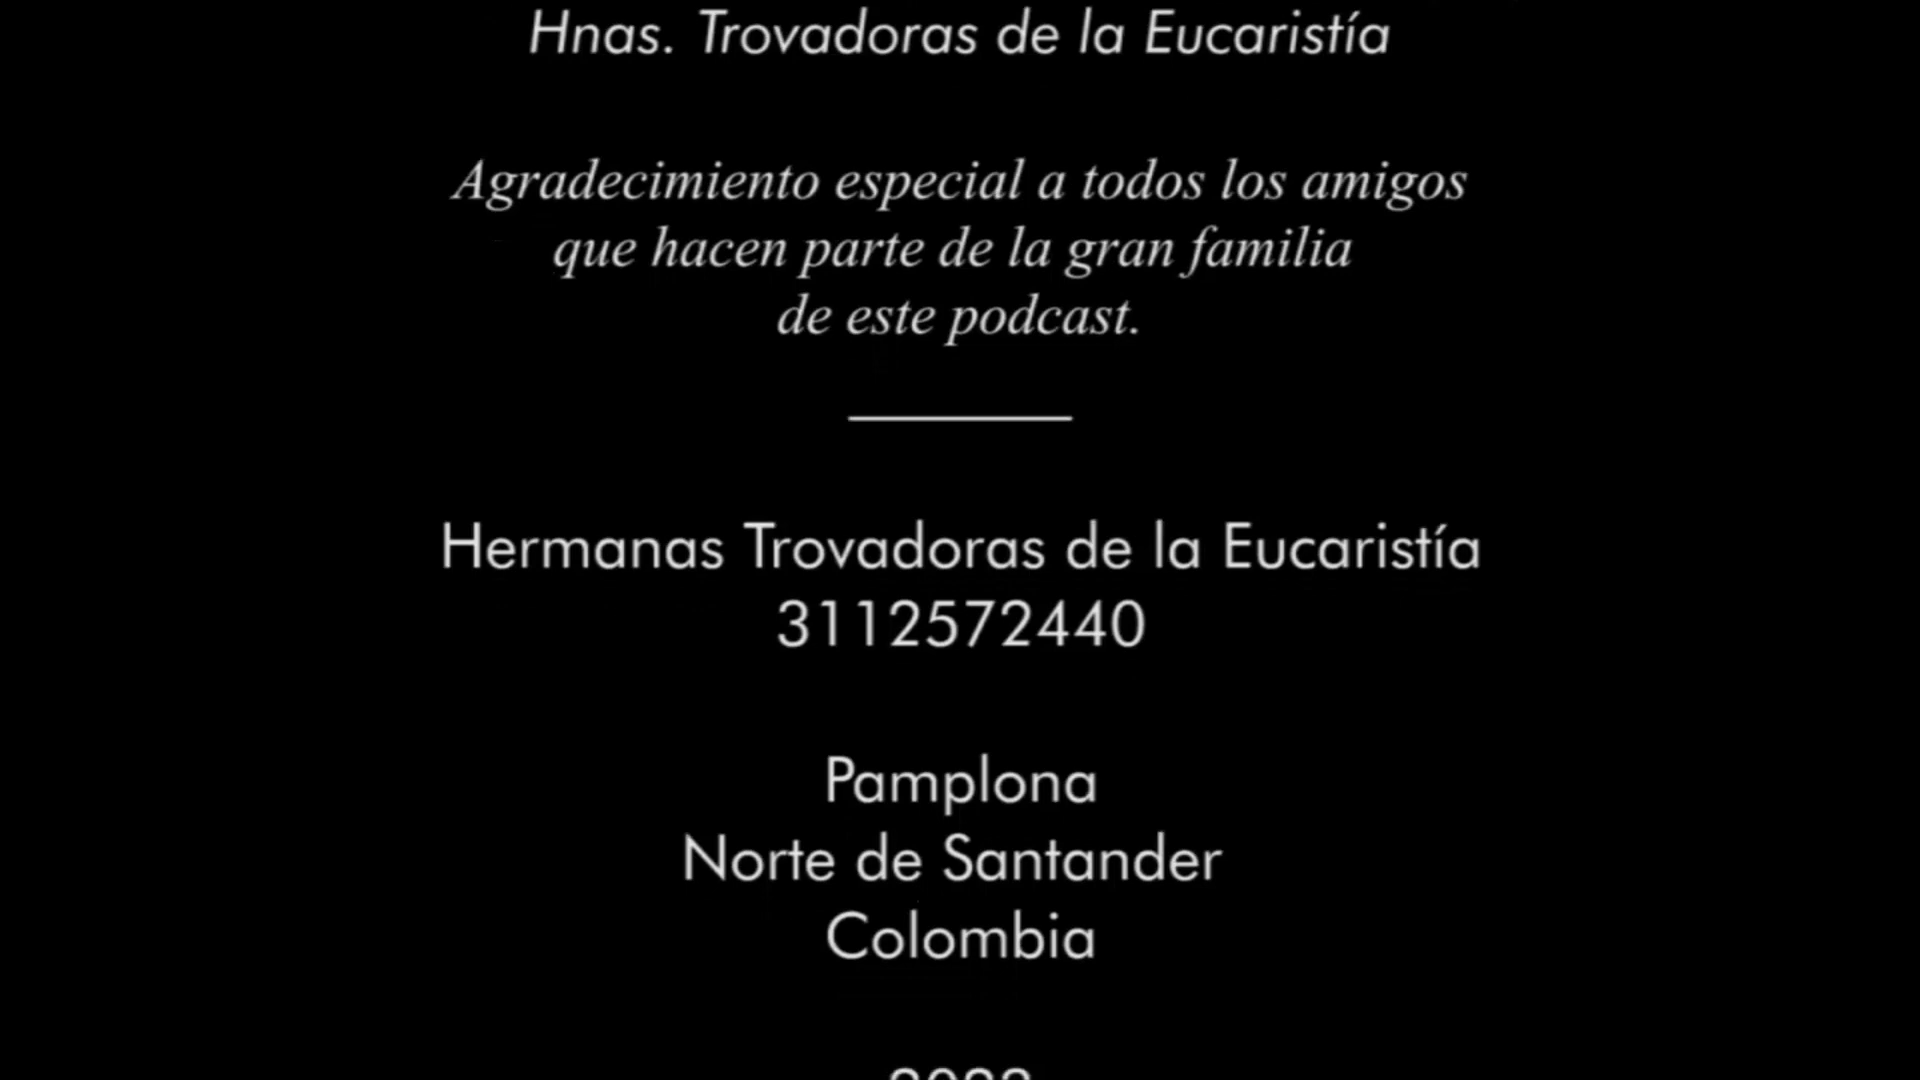 Hnas. Trovadoras de la Eucaristía
Agradecimiento especial a todos los amigos
que hacen parte de la gran familia
de este podcast.
Hermanas Trovadoras de la Eucaristía
3112572440
Pamplona
Norte de Santander
Colombia